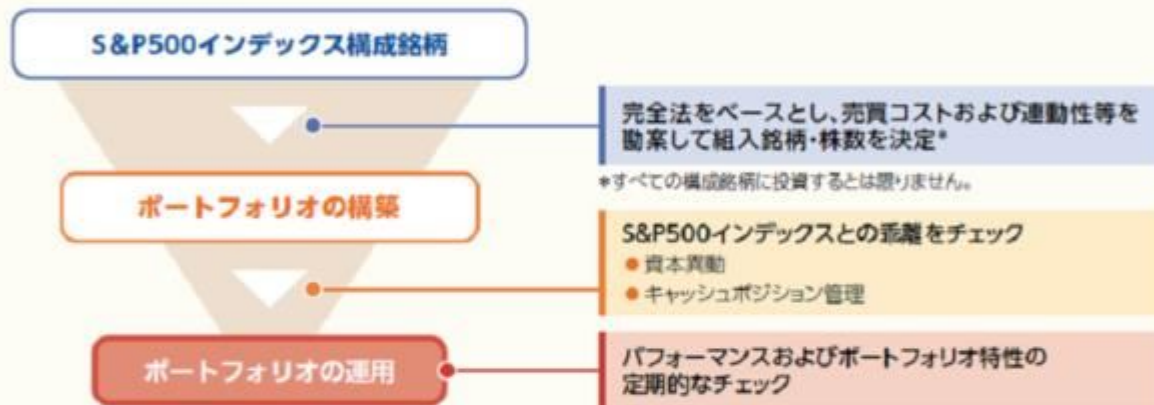 S&P500インデックス構成銘柄
完全法をベースとし、売買コストおよび連動性等を
勘案して組入銘柄・株数を決定*
*すべての構成銘柄に投資するとは限りません。
ポートフォリオの構築
S&P500インデックスとの乖離をチェック
●資本異動
●キャッシュポジション管理
ポートフォリオの運用
パフォーマンスおよびポートフォリオ特性の
定期的なチェック